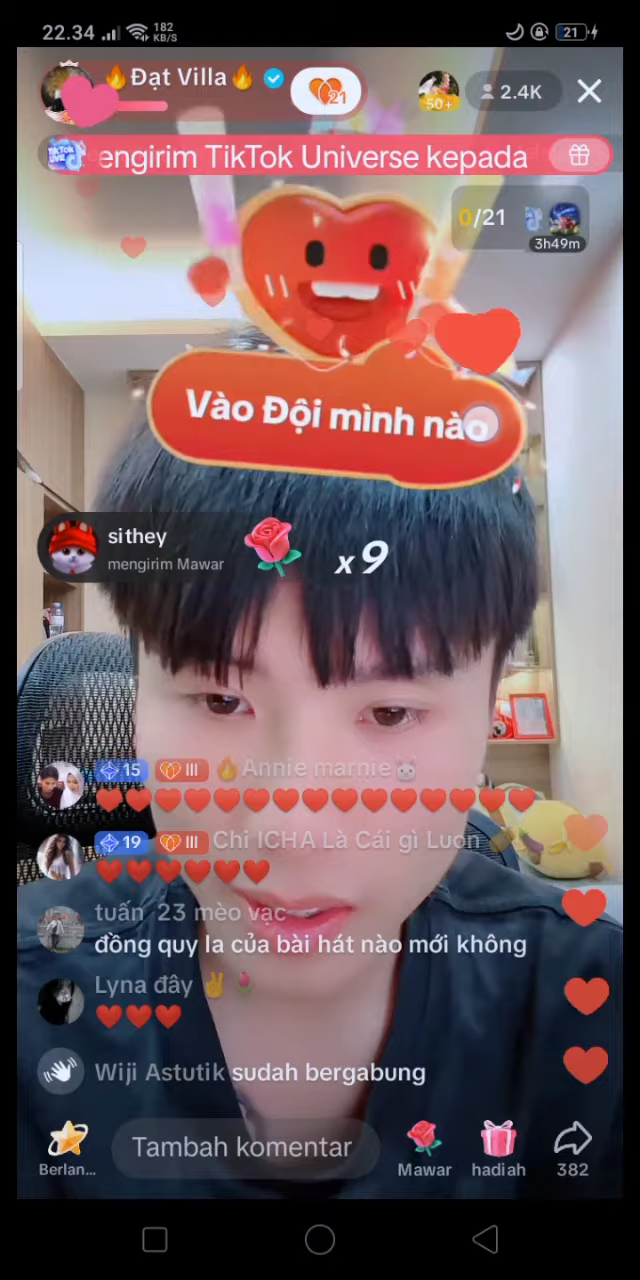 22.34
182
KB/S
21
🔥Đạt Villa🔥
21
50+
2.4K
engirim TikTok Universe kepada
0/21
3h49m
Vào Đội mình nào
sithey
mengirim Mawar
x 9
15 III 🔥Annie marnie🐰
❤️❤️❤️❤️❤️❤️❤️❤️❤️❤️❤️❤️❤️❤️❤️
19 III Chi ICHA Là Cái gì Luôn
❤️❤️❤️❤️❤️❤️
tuấn 23 mèo vạc
đồng quy la của bài hát nào mới không
Lyna đây ✌️🌷
❤️❤️❤️
Wiji Astutik sudah bergabung
Berlan...
Tambah komentar
Mawar
hadiah
382